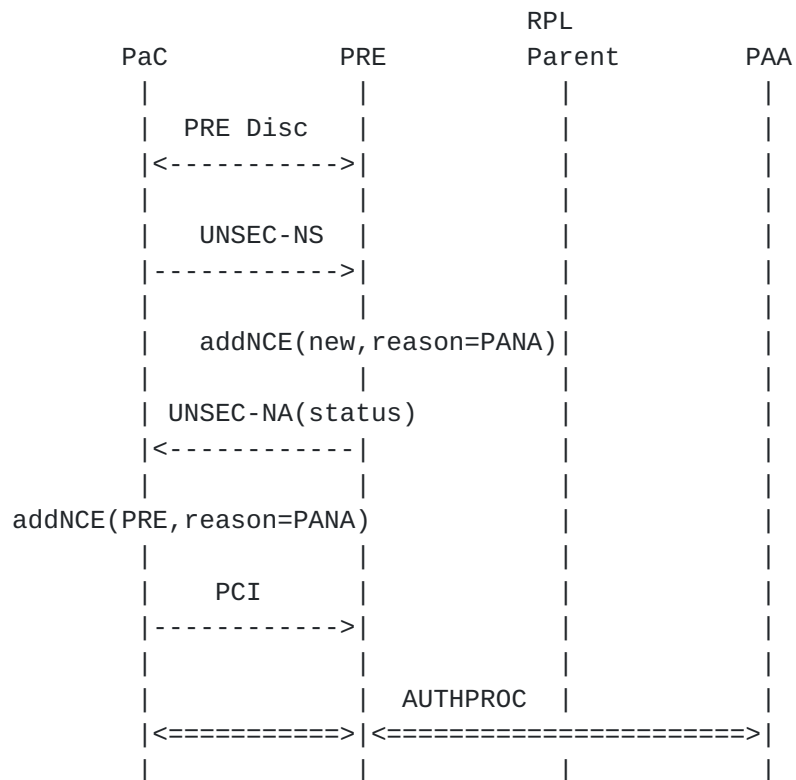 RPL
PaC PRE Parent PAA
PRE Disc
UNSEC-NS
addNCE(new,reason=PANA)
UNSEC-NA(status)
addNCE(PRE,reason=PANA)
PCI
AUTHPROC